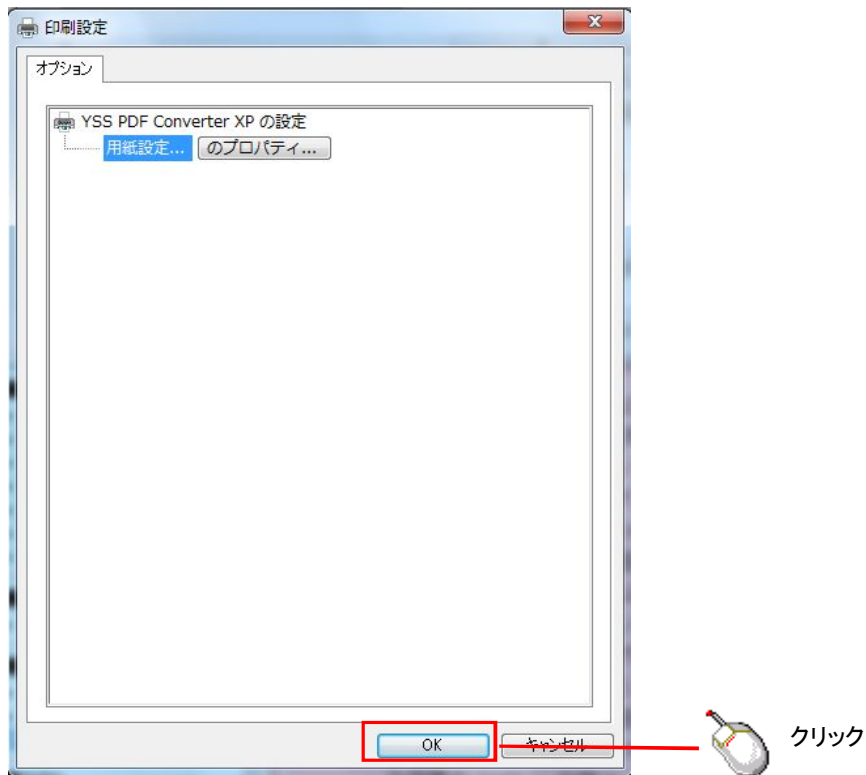 印刷設定
オプション
YSS PDF Converter XP の設定
用紙設定... のプロパティ...
OK キャンセル
クリック